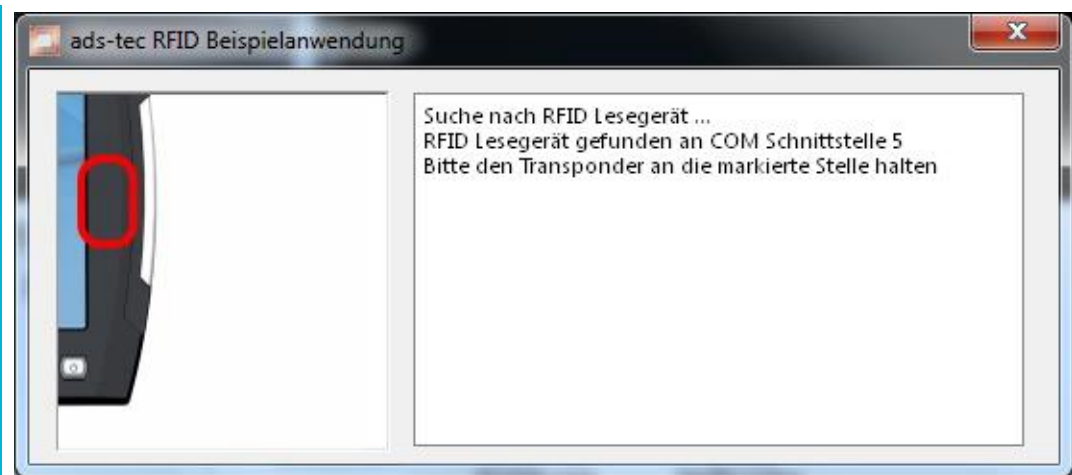 ads-tec RFID Beispielanwendung
Suche nach RFID Lesegerät ...
RFID Lesegerät gefunden an COM Schnittstelle 5
Bitte den Transponder an die markierte Stelle halten